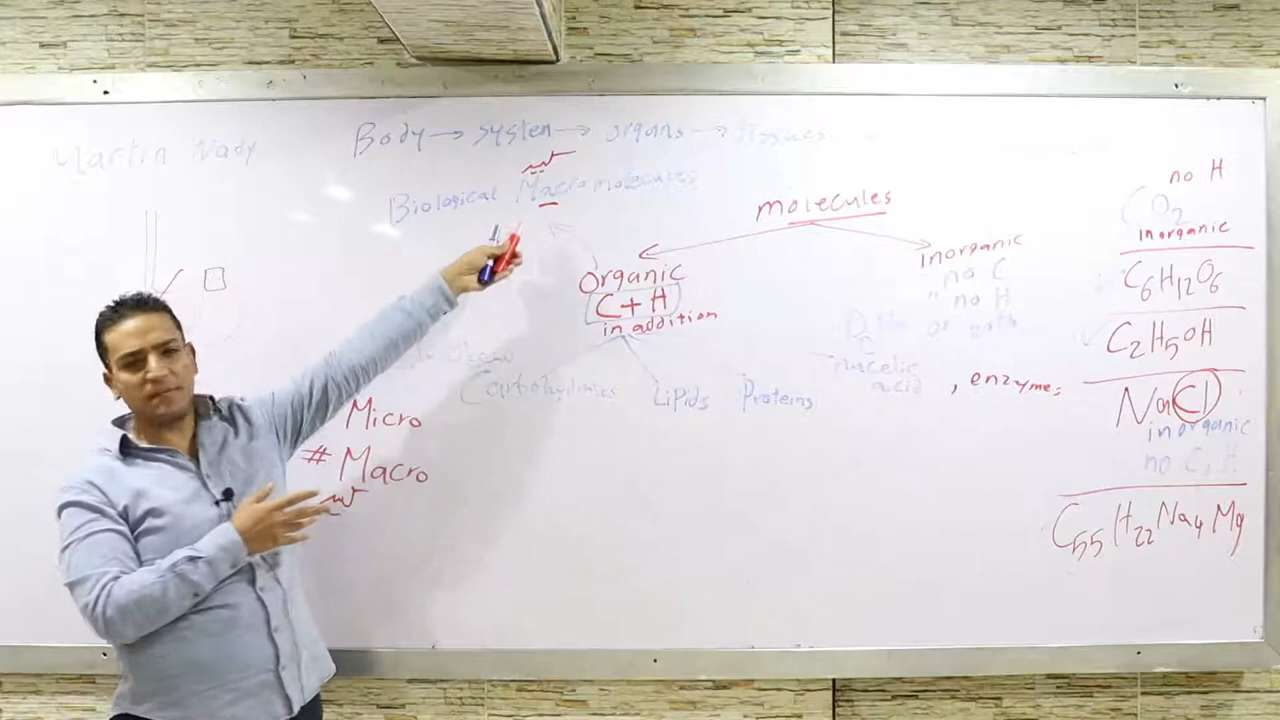 Martin Nady
Body → system → organs → tissues
كبير
Biological Macromolecules
molecules
organic
C + H
in addition
inorganic
no C
" no H
or both
Carbohydrates
Lipids
Proteins
nucleic
acid
, enzymes
Micro
# Macro
كبير
no H
CO2
inorganic
C6H12O6
C2H5OH
NaCl
inorganic
no C, H
C55H22Na4Mg